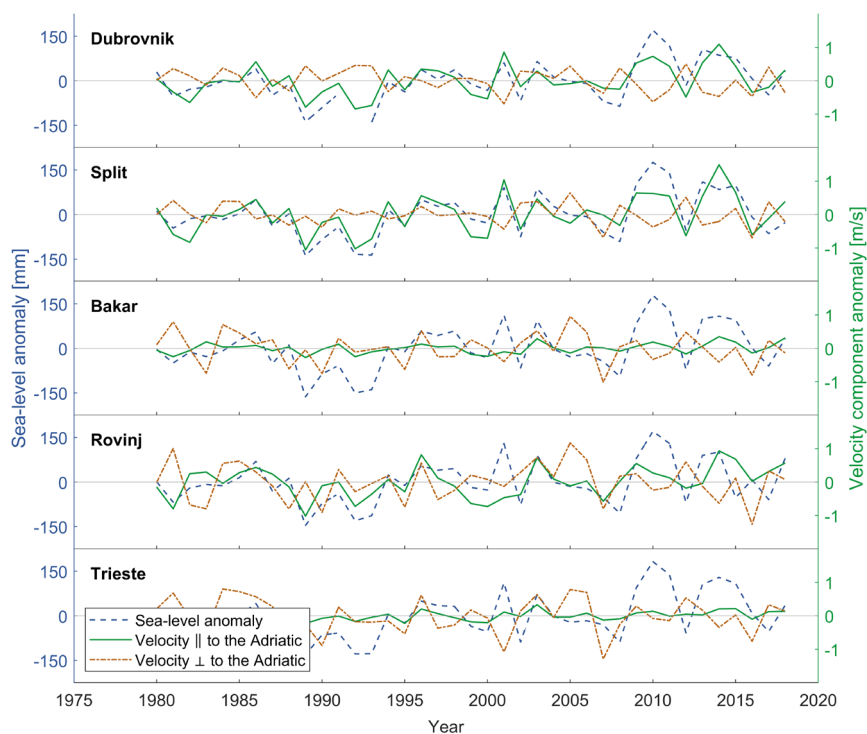 Dubrovnik
150
0
-150
1
0
-1
Split
150
0
-150
1
0
-1
Bakar
150
0
-150
1
0
-1
Rovinj
150
0
-150
1
0
-1
Trieste
150
0
-150
1
0
-1
Sea-level anomaly [mm]
Velocity component anomaly [m/s]
Sea-level anomaly
Velocity || to the Adriatic
Velocity ⊥ to the Adriatic
1975 1980 1985 1990 1995 2000 2005 2010 2015 2020
Year